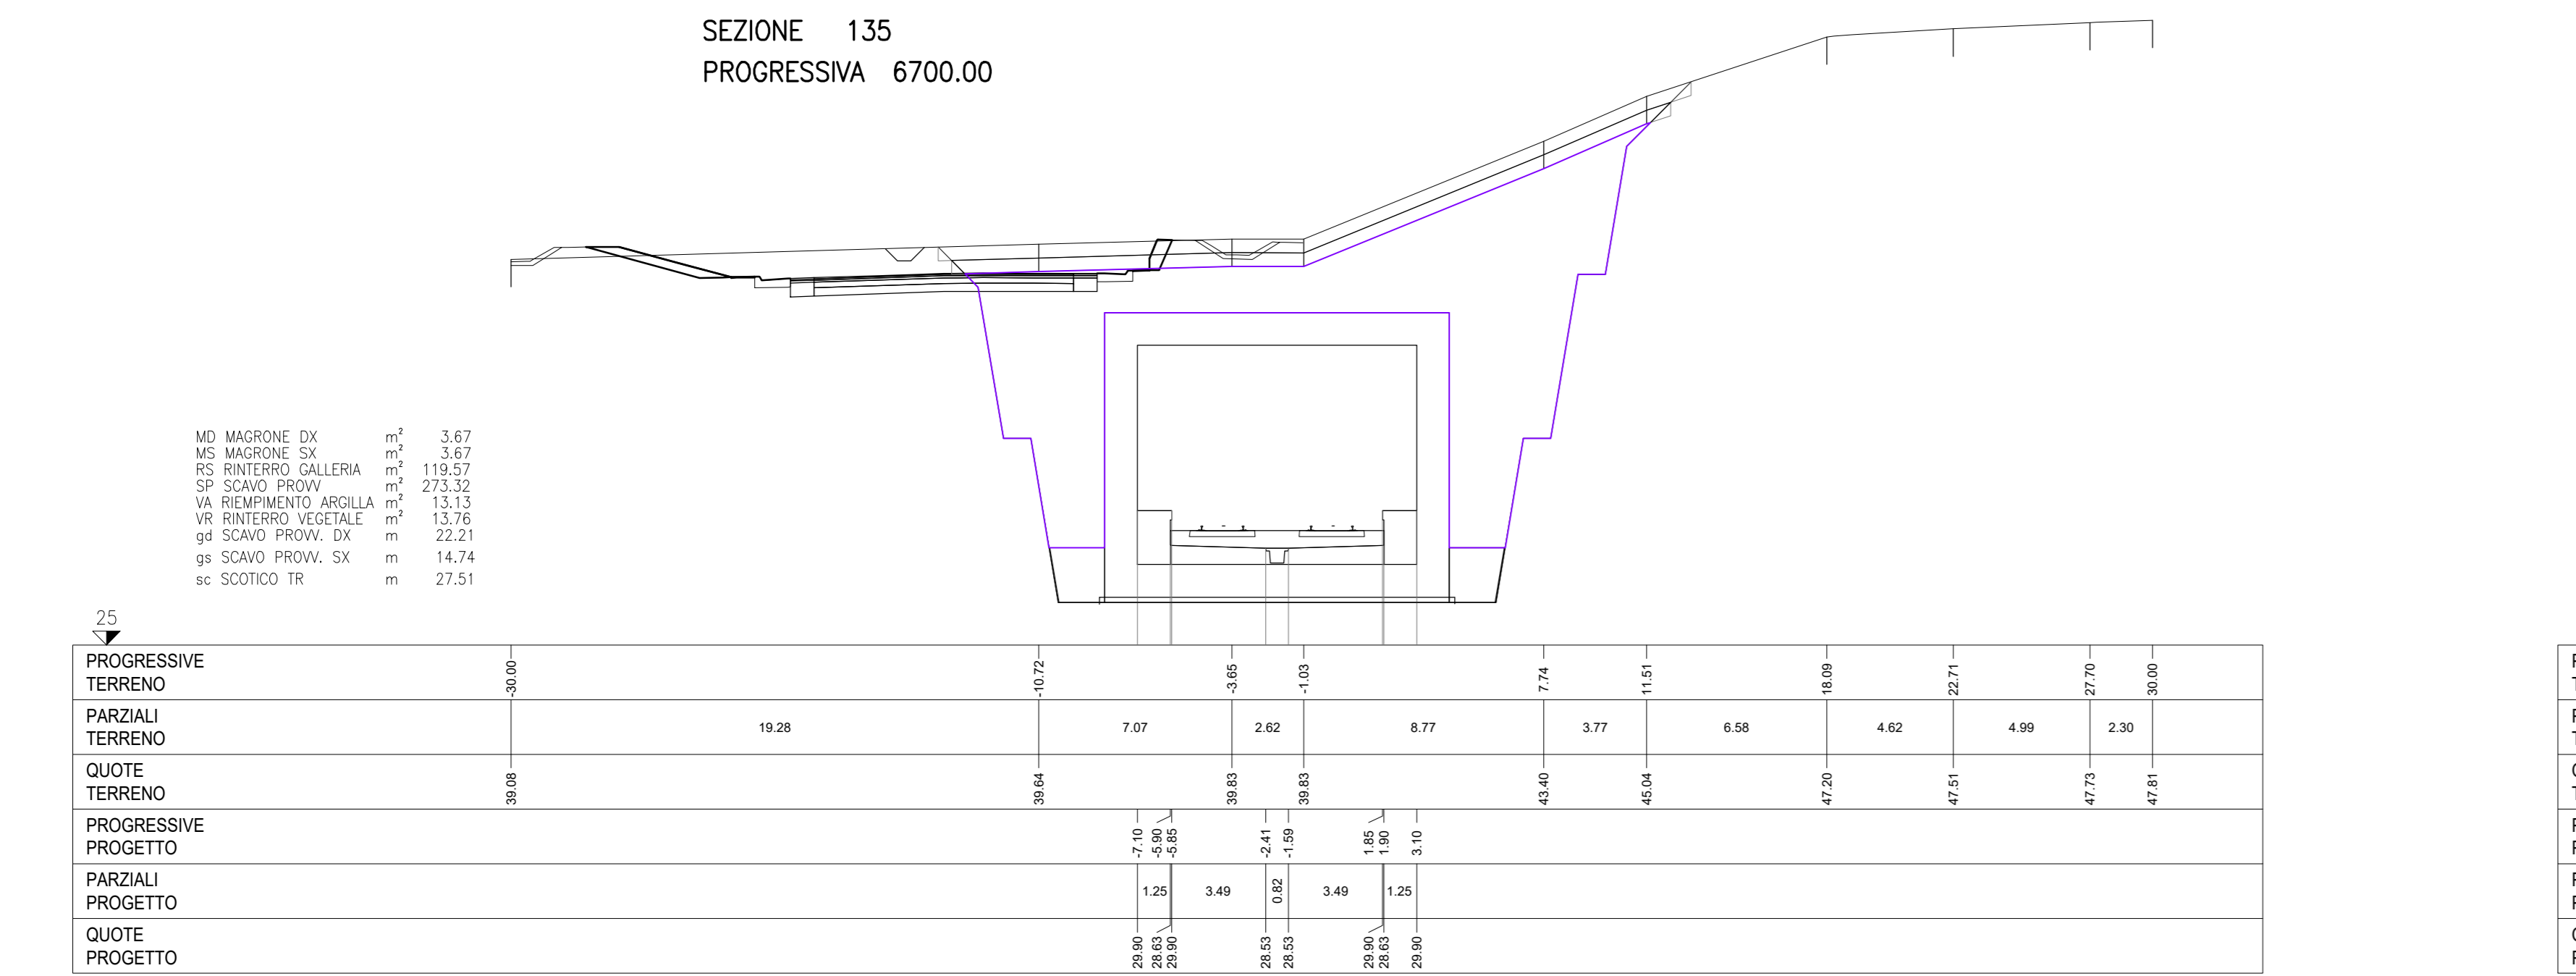 SEZIONE 135
PROGRESSIVA 6700.00
MD MAGRONE DX m² 3.67
MS MAGRONE SX m² 3.67
RS RINTERRO GALLERIA m² 119.57
SP SCAVO PROVV m² 273.32
VA RIEMPIMENTO ARGILLA m² 13.13
VR RINTERRO VEGETALE m² 13.76
gd SCAVO PROVV. DX m 22.21
gs SCAVO PROVV. SX m 14.74
sc SCOTICO TR m 27.51
25
PROGRESSIVE
TERRENO
-30.00 -10.72 -3.65 -1.03 7.74 11.51 18.09 22.71 27.70 30.00
PARZIALI
TERRENO
19.28 7.07 2.62 8.77 3.77 6.58 4.62 4.99 2.30
QUOTE
TERRENO
39.08 39.64 39.83 39.83 43.40 45.04 47.20 47.51 47.73 47.81
PROGRESSIVE
PROGETTO
-7.10 -5.90 -5.85 -2.41 -1.59 1.85 1.90 3.10
PARZIALI
PROGETTO
1.25 3.49 0.82 3.49 1.25
QUOTE
PROGETTO
29.90 28.63 29.90 28.53 28.53 29.90 28.63 29.90